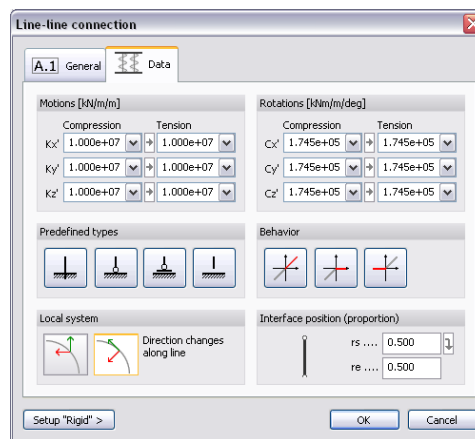 Line-line connection
A.1 General
Data
Motions [kN/m/m]
Compression Tension
Kx' 1.000e+07 1.000e+07
Ky' 1.000e+07 1.000e+07
Kz' 1.000e+07 1.000e+07
Rotations [kNm/m/deg]
Compression Tension
Cx' 1.745e+05 1.745e+05
Cy' 1.745e+05 1.745e+05
Cz' 1.745e+05 1.745e+05
Predefined types
Behavior
Local system
Direction changes
along line
Interface position (proportion)
rs .... 0.500
re .... 0.500
Setup "Rigid" >
OK
Cancel